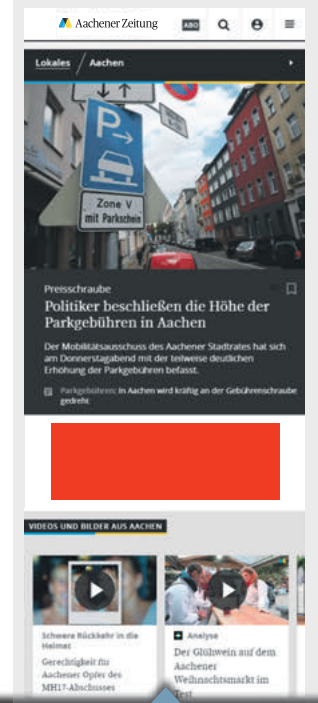 Aachener Zeitung
ABO
Lokales / Aachen
P
Zone V
mit Parkschein
Preisschraube
Politiker beschließen die Höhe der
Parkgebühren in Aachen
Der Mobilitätsausschuss des Aachener Stadtrates hat sich
am Donnerstagabend mit der teilweise deutlichen
Erhöhung der Parkgebühren befasst.
Parkgebühren: In Aachen wird kräftig an der Gebührenschraube
gedreht
VIDEOS UND BILDER AUS AACHEN
Schwere Rückkehr in die
Heimat
Gerechtigkeit für
Aachener Opfer des
MH17-Abschusses
Analyse
Der Glühwein auf dem
Aachener
Weihnachtsmarkt im
Test